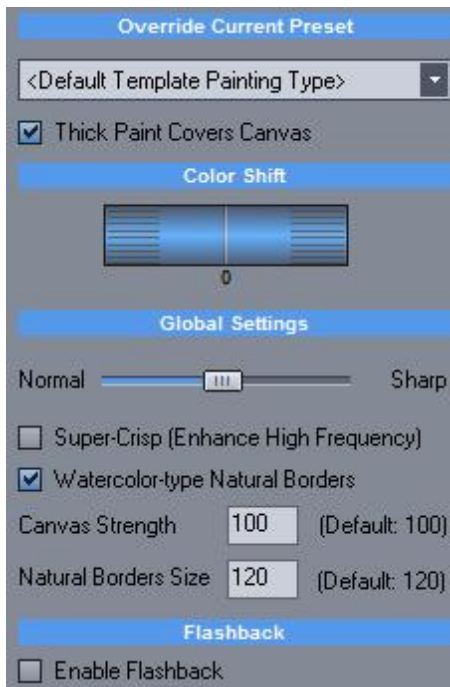 Override Current Preset
<Default Template Painting Type>
Thick Paint Covers Canvas
Color Shift
0
Global Settings
Normal Sharp
Super-Crisp (Enhance High Frequency)
Watercolor-type Natural Borders
Canvas Strength 100 (Default: 100)
Natural Borders Size 120 (Default: 120)
Flashback
Enable Flashback